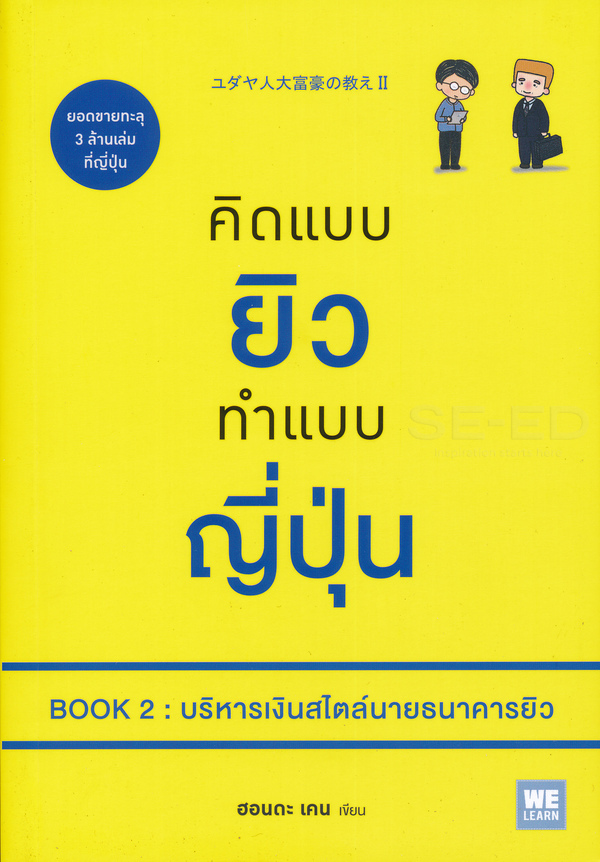 ユダヤ人大富豪の教え II
ยอดขายทะลุ
3 ล้านเล่ม
ที่ญี่ปุ่น
คิดแบบ
ยิว
ทำแบบ
SE-ED
ญี่ปุ่น
BOOK 2 : บริหารเงินสไตล์นายธนาคารยิว
ฮอนดะ เคน เขียน
WE
LEARN